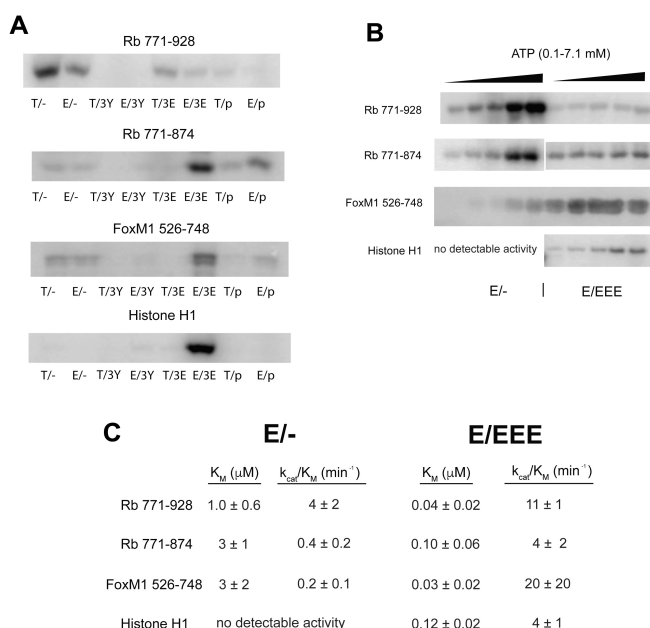 A
Rb 771-928
T/- E/- T/3Y E/3Y T/3E E/3E T/p E/p
Rb 771-874
T/- E/- T/3Y E/3Y T/3E E/3E T/p E/p
FoxM1 526-748
T/- E/- T/3Y E/3Y T/3E E/3E T/p E/p
Histone H1
T/- E/- T/3Y E/3Y T/3E E/3E T/p E/p
B
ATP (0.1-7.1 mM)
Rb 771-928
Rb 771-874
FoxM1 526-748
Histone H1 no detectable activity
E/- | E/EEE
C E/- E/EEE
K_M (μM) k_cat/K_M (min⁻¹) K_M (μM) k_cat/K_M (min⁻¹)
Rb 771-928 1.0 ± 0.6 4 ± 2 0.04 ± 0.02 11 ± 1
Rb 771-874 3 ± 1 0.4 ± 0.2 0.10 ± 0.06 4 ± 2
FoxM1 526-748 3 ± 2 0.2 ± 0.1 0.03 ± 0.02 20 ± 20
Histone H1 no detectable activity 0.12 ± 0.02 4 ± 1